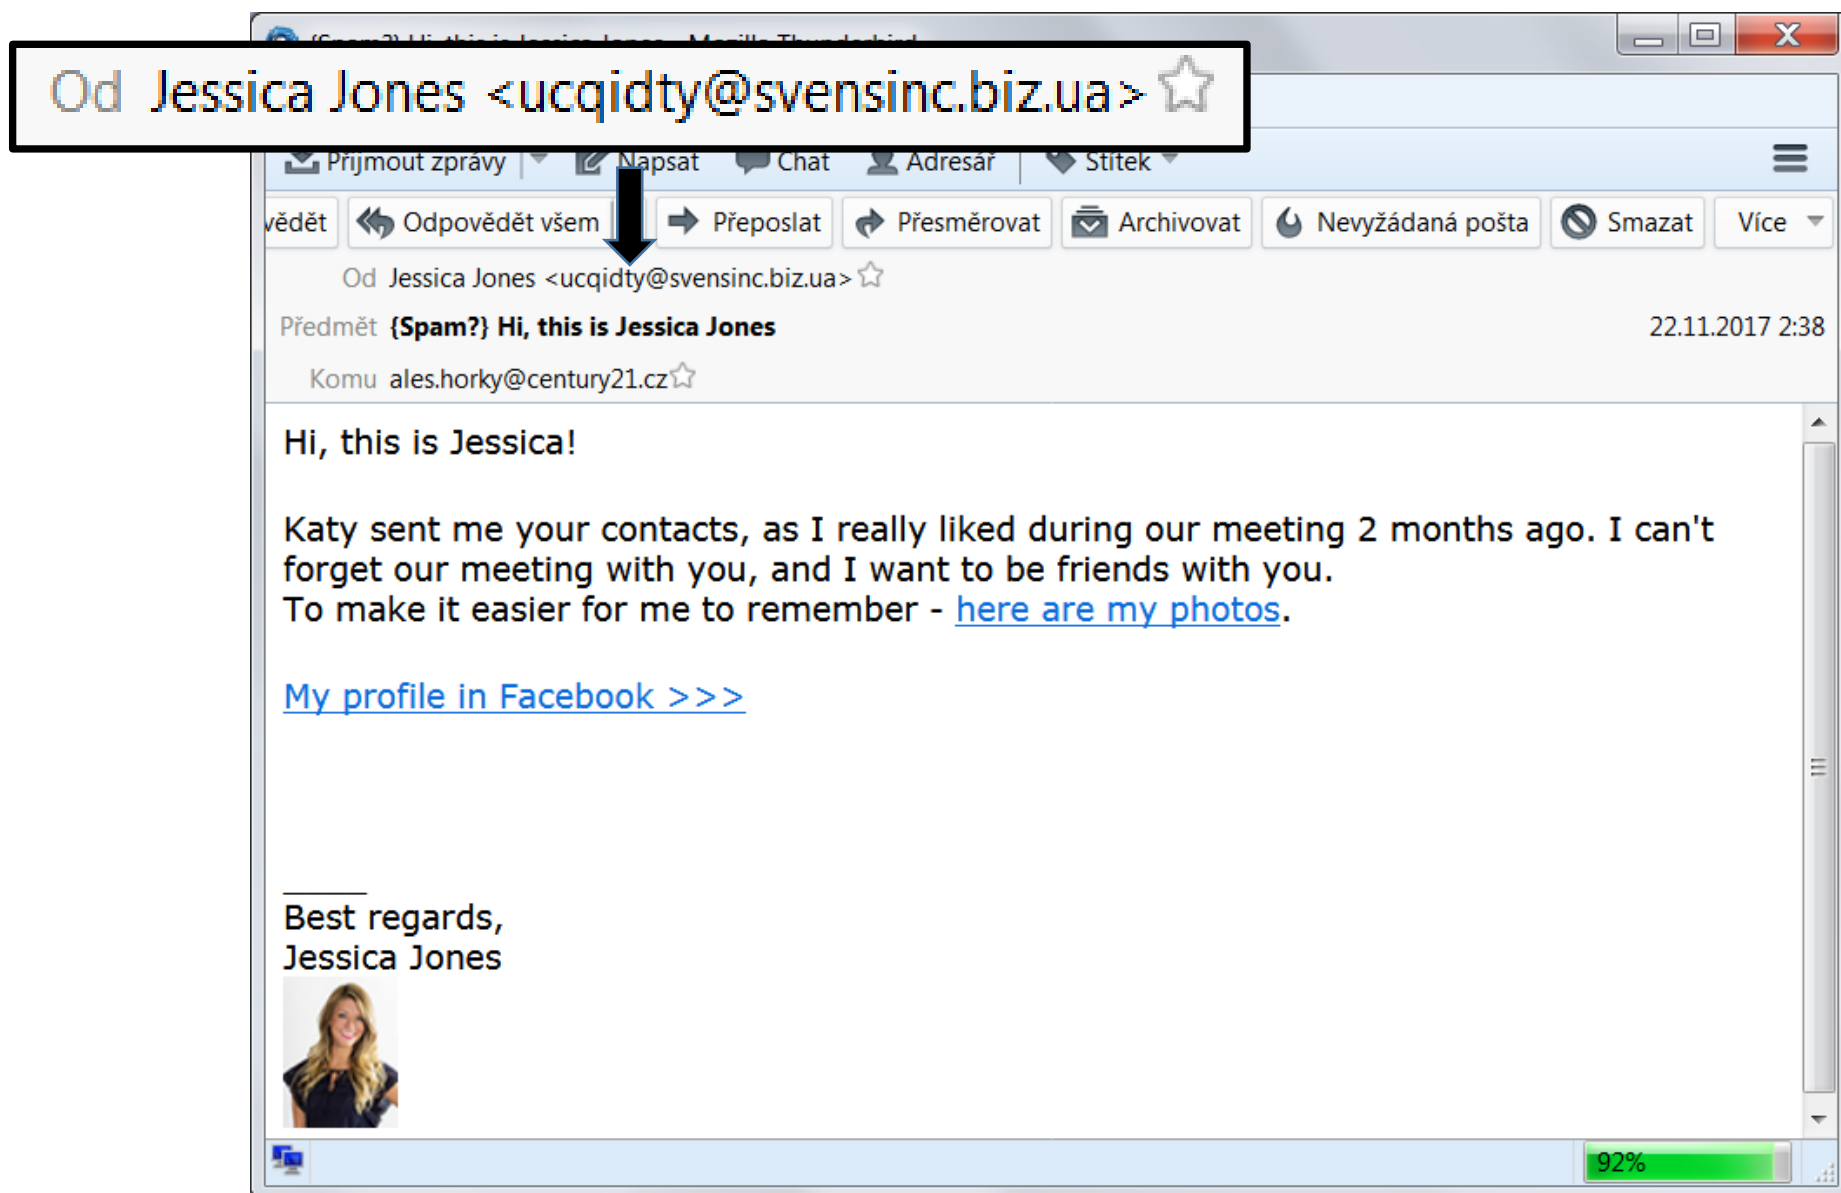 Od Jessica Jones <ucqidty@svensinc.biz.ua>
Přijmout zprávy Napsat Chat Adresář Štítek
vědět Odpovědět všem Přeposlat Přesměrovat Archivovat Nevyžádaná pošta Smazat Více
Od Jessica Jones <ucqidty@svensinc.biz.ua>
Předmět {Spam?} Hi, this is Jessica Jones 22.11.2017 2:38
Komu ales.horky@century21.cz
Hi, this is Jessica!
Katy sent me your contacts, as I really liked during our meeting 2 months ago. I can't
forget our meeting with you, and I want to be friends with you.
To make it easier for me to remember - here are my photos.
My profile in Facebook >>>
____
Best regards,
Jessica Jones
92%